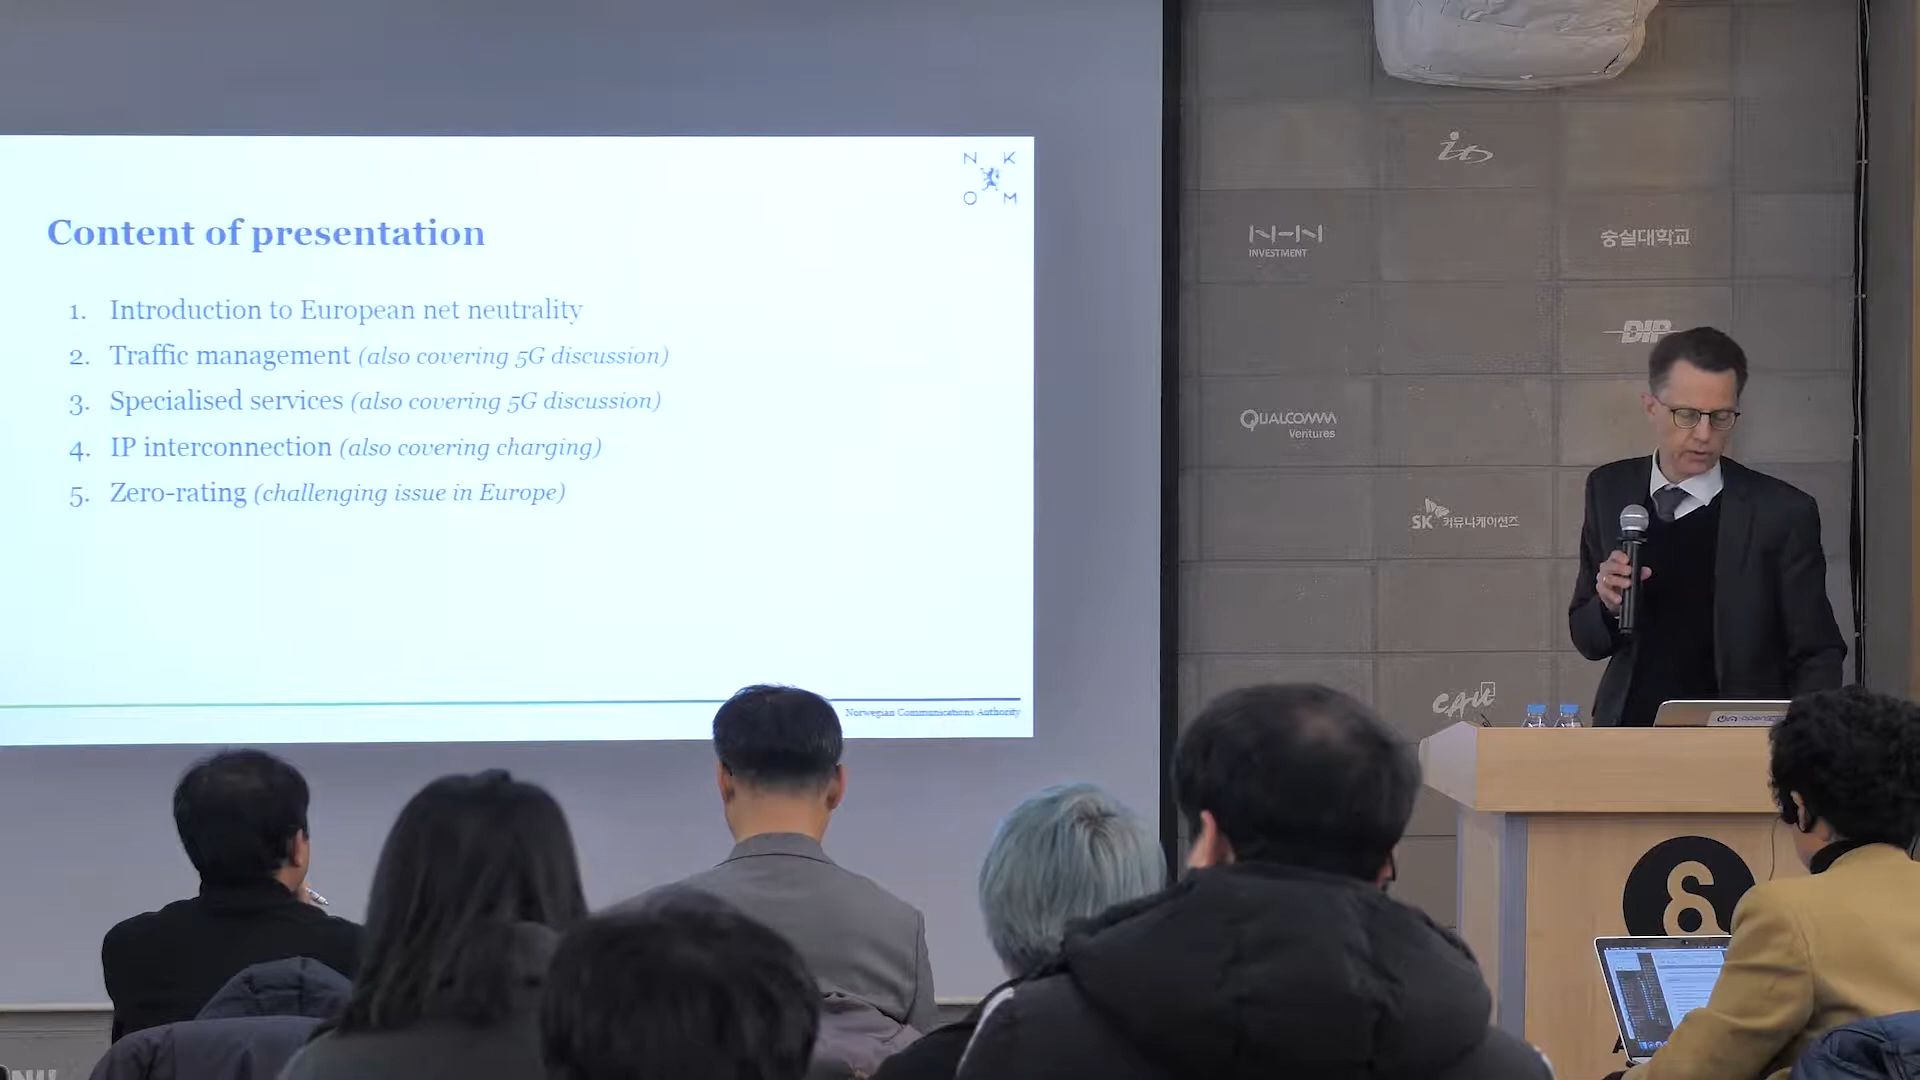 N K
O M
Content of presentation
1. Introduction to European net neutrality
2. Traffic management (also covering 5G discussion)
3. Specialised services (also covering 5G discussion)
4. IP interconnection (also covering charging)
5. Zero-rating (challenging issue in Europe)
Norwegian Communications Authority
NHN
INVESTMENT
숭실대학교
DIP
QUALCOMM
Ventures
SK 커뮤니케이션즈
CAU